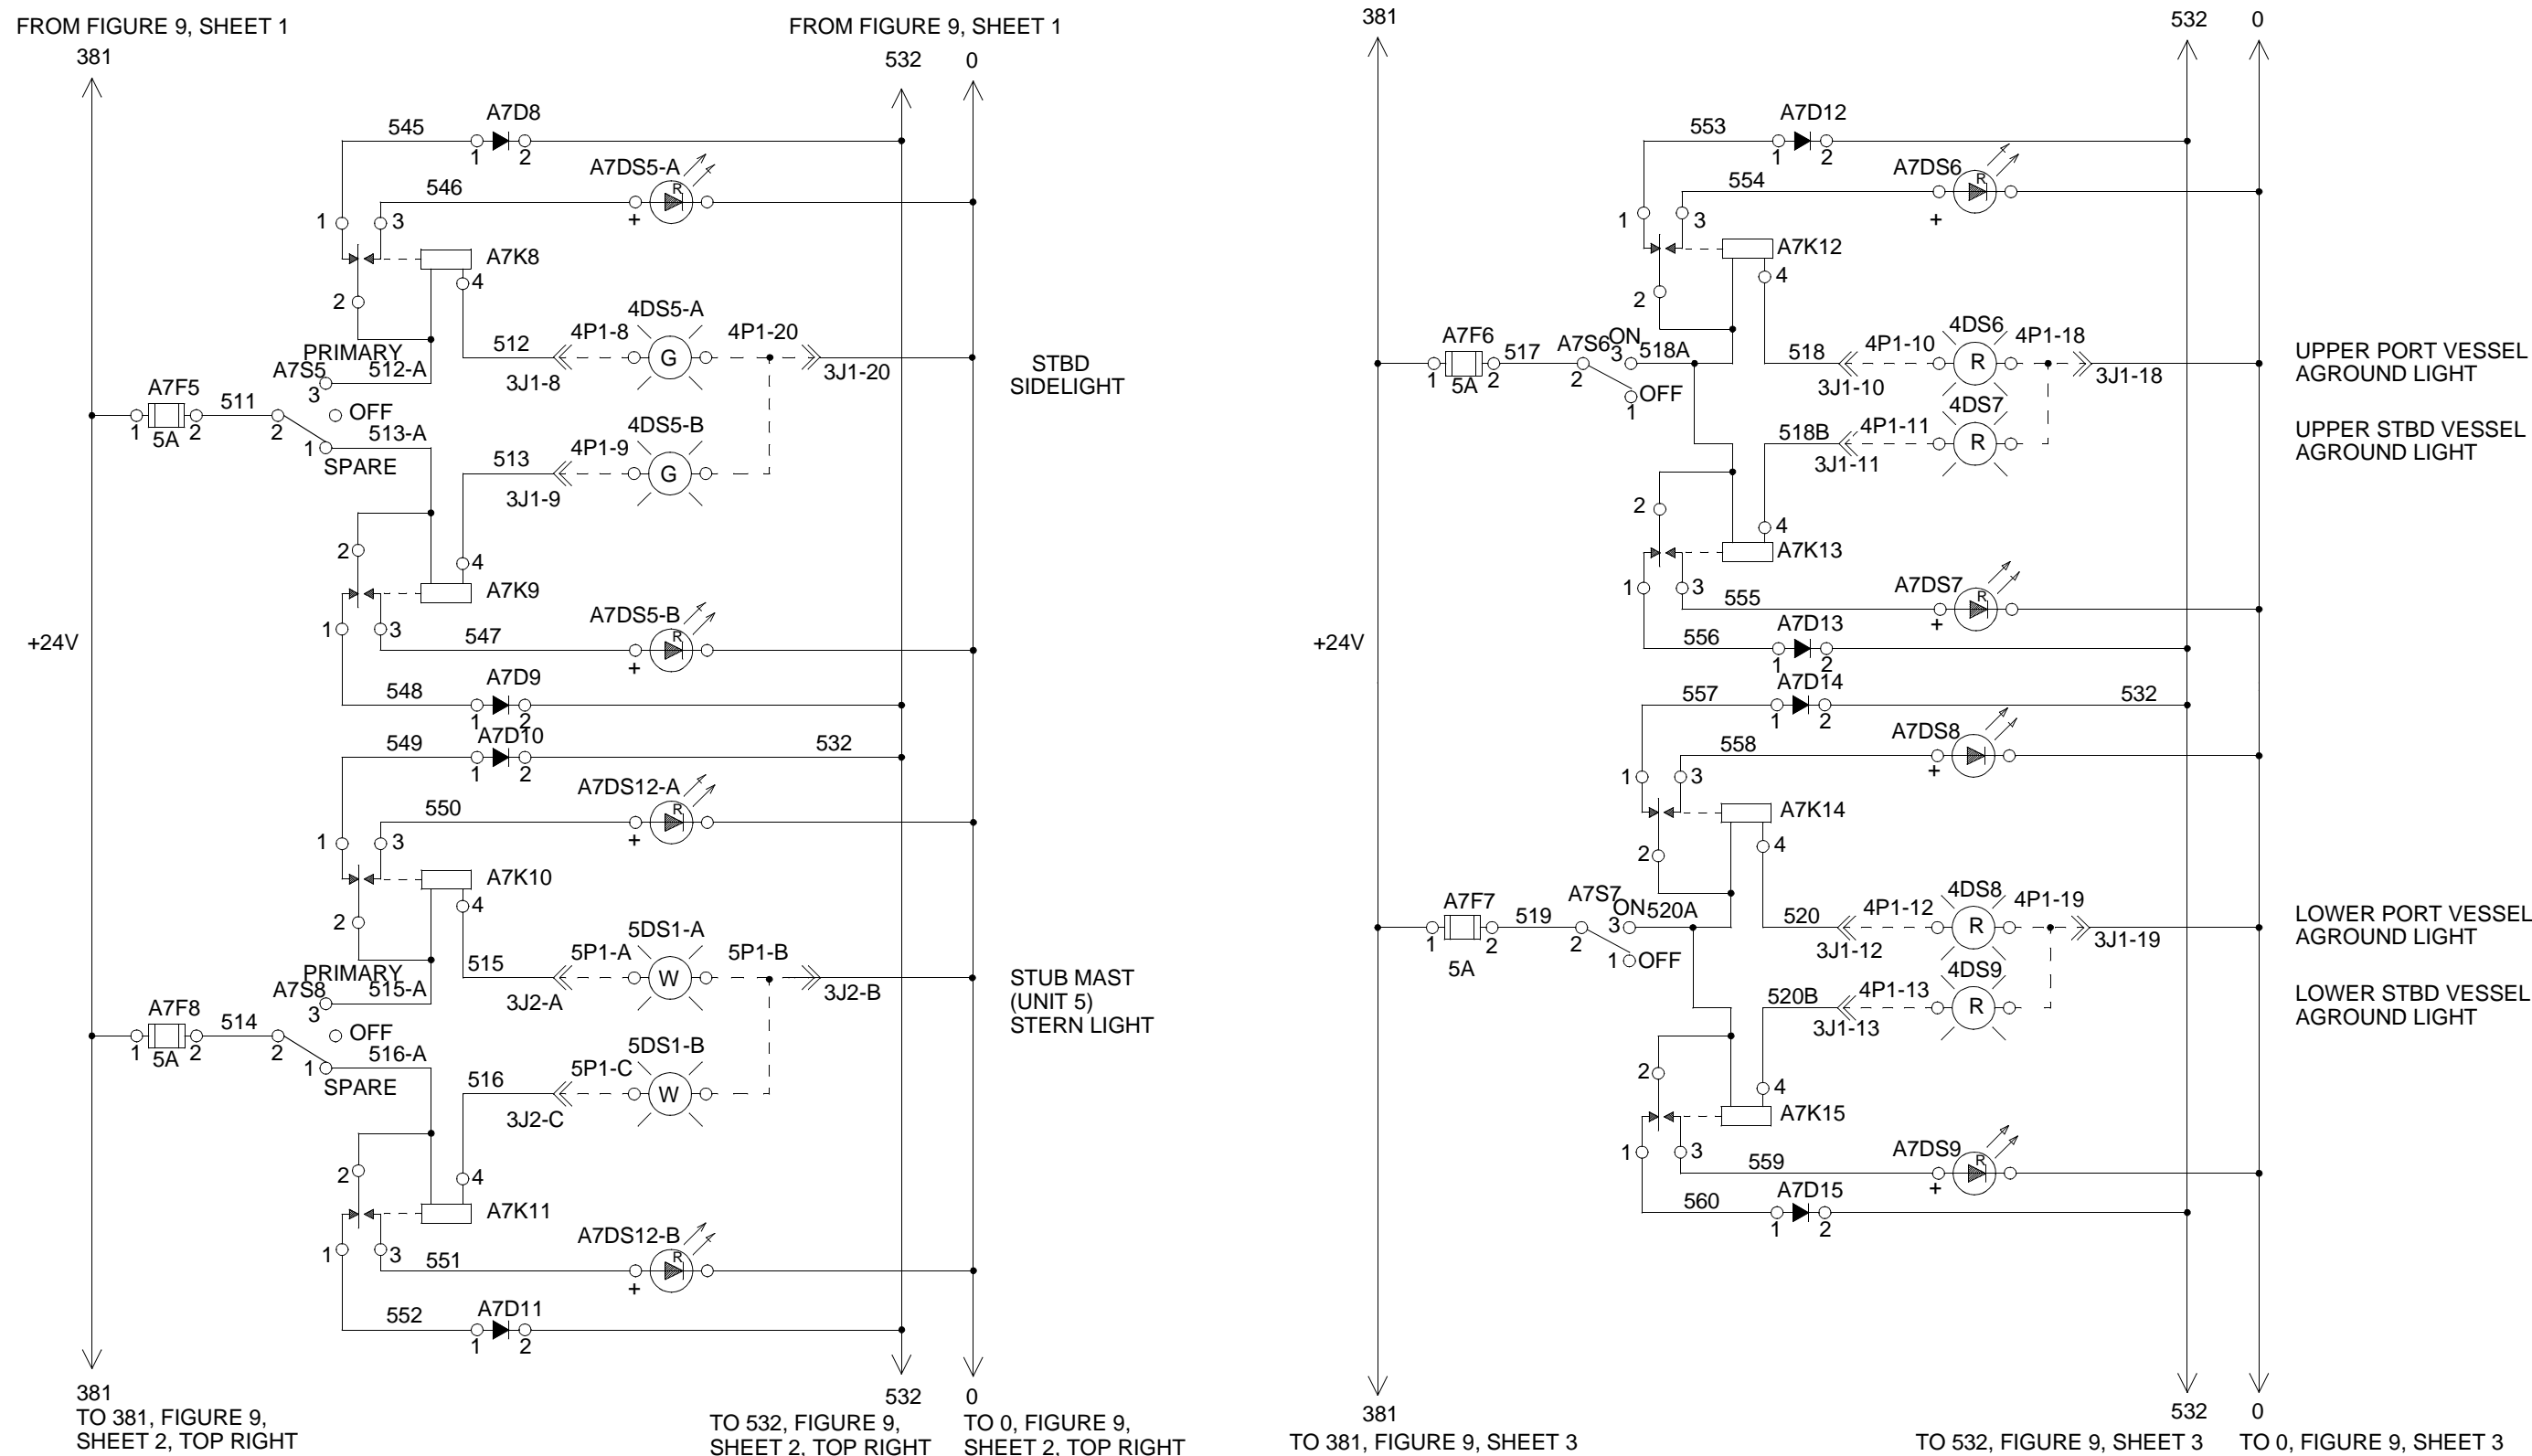 FROM FIGURE 9, SHEET 1
FROM FIGURE 9, SHEET 1
381
532
0
545
A7D8
1
2
A7DS5-A
546
R
+
1
3
A7K8
4
2
4DS5-A
512
4P1-8
G
4P1-20
3J1-8
3J1-20
STBD
SIDELIGHT
PRIMARY
A7S5
512-A
3
A7F5
511
OFF
1
5A
2
2
513-A
1
SPARE
4DS5-B
513
4P1-9
G
3J1-9
2
4
A7K9
A7DS5-B
1
3
547
R
+
+24V
548
A7D9
1
2
A7D10
549
532
1
2
A7DS12-A
550
R
+
1
3
A7K10
4
2
5DS1-A
515
5P1-A
W
5P1-B
3J2-A
3J2-B
STUB MAST
(UNIT 5)
STERN LIGHT
PRIMARY
A7S8
515-A
3
A7F8
514
OFF
1
5A
2
2
516-A
1
SPARE
5DS1-B
516
5P1-C
W
3J2-C
2
4
A7K11
A7DS12-B
1
3
551
R
+
552
A7D11
1
2
381
TO 381, FIGURE 9,
SHEET 2, TOP RIGHT
532
TO 532, FIGURE 9,
SHEET 2, TOP RIGHT
0
TO 0, FIGURE 9,
SHEET 2, TOP RIGHT
381
532
0
553
A7D12
1
2
A7DS6
554
R
+
1
3
A7K12
4
2
4DS6
A7F6
517
A7S6
ON
3
518A
518
4P1-10
R
4P1-18
1
5A
2
2
OFF
1
3J1-10
3J1-18
UPPER PORT VESSEL
AGROUND LIGHT
4DS7
518B
4P1-11
R
3J1-11
UPPER STBD VESSEL
AGROUND LIGHT
2
4
A7K13
A7DS7
1
3
555
R
+
+24V
556
A7D13
1
2
A7D14
557
532
1
2
A7DS8
558
+
1
3
A7K14
4
2
4DS8
A7F7
519
A7S7
ON
3
520A
520
4P1-12
R
4P1-19
1
5A
2
2
1
OFF
3J1-12
3J1-19
LOWER PORT VESSEL
AGROUND LIGHT
4DS9
520B
4P1-13
R
3J1-13
LOWER STBD VESSEL
AGROUND LIGHT
2
4
A7K15
A7DS9
1
3
559
R
+
560
A7D15
1
2
381
TO 381, FIGURE 9, SHEET 3
532
TO 532, FIGURE 9, SHEET 3
0
TO 0, FIGURE 9, SHEET 3